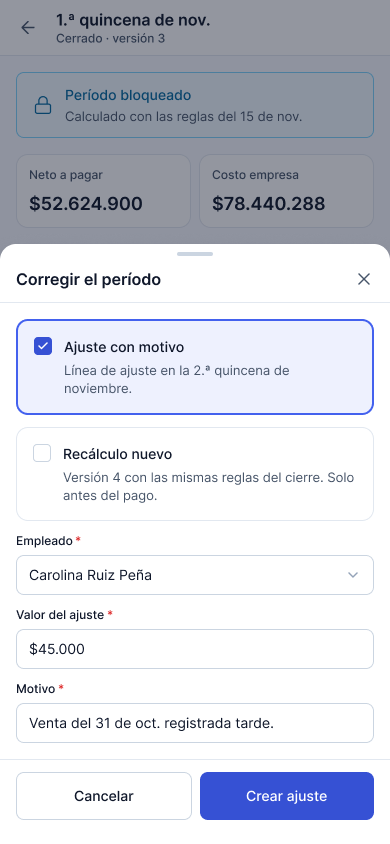 1.ª quincena de nov.
Cerrado · versión 3
Período bloqueado
Calculado con las reglas del 15 de nov.
Neto a pagar
$52.624.900
Costo empresa
$78.440.288
Corregir el período
Ajuste con motivo
Línea de ajuste en la 2.ª quincena de
noviembre.
Recálculo nuevo
Versión 4 con las mismas reglas del cierre. Solo
antes del pago.
Empleado *
Carolina Ruiz Peña
Valor del ajuste *
$45.000
Motivo *
Venta del 31 de oct. registrada tarde.
Cancelar
Crear ajuste